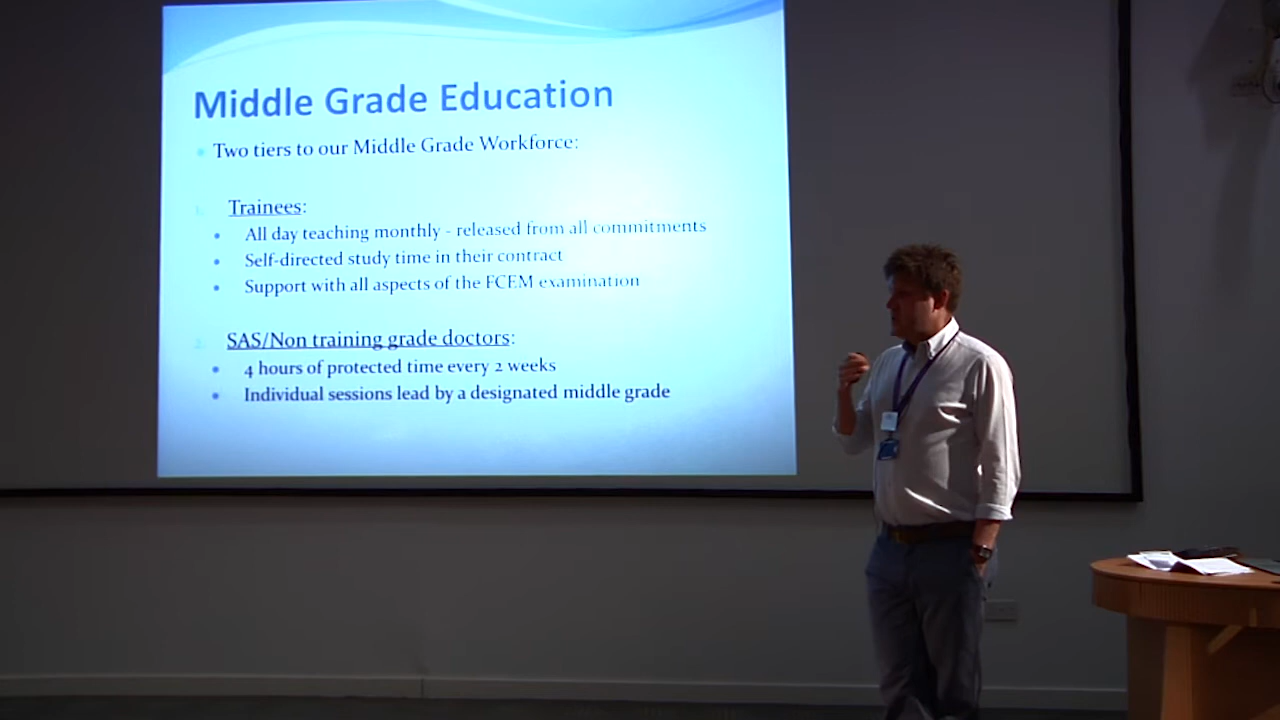 Middle Grade Education
• Two tiers to our Middle Grade Workforce:
1. Trainees:
• All day teaching monthly - released from all commitments
• Self-directed study time in their contract
• Support with all aspects of the FCEM examination
2. SAS/Non training grade doctors:
• 4 hours of protected time every 2 weeks
• Individual sessions lead by a designated middle grade